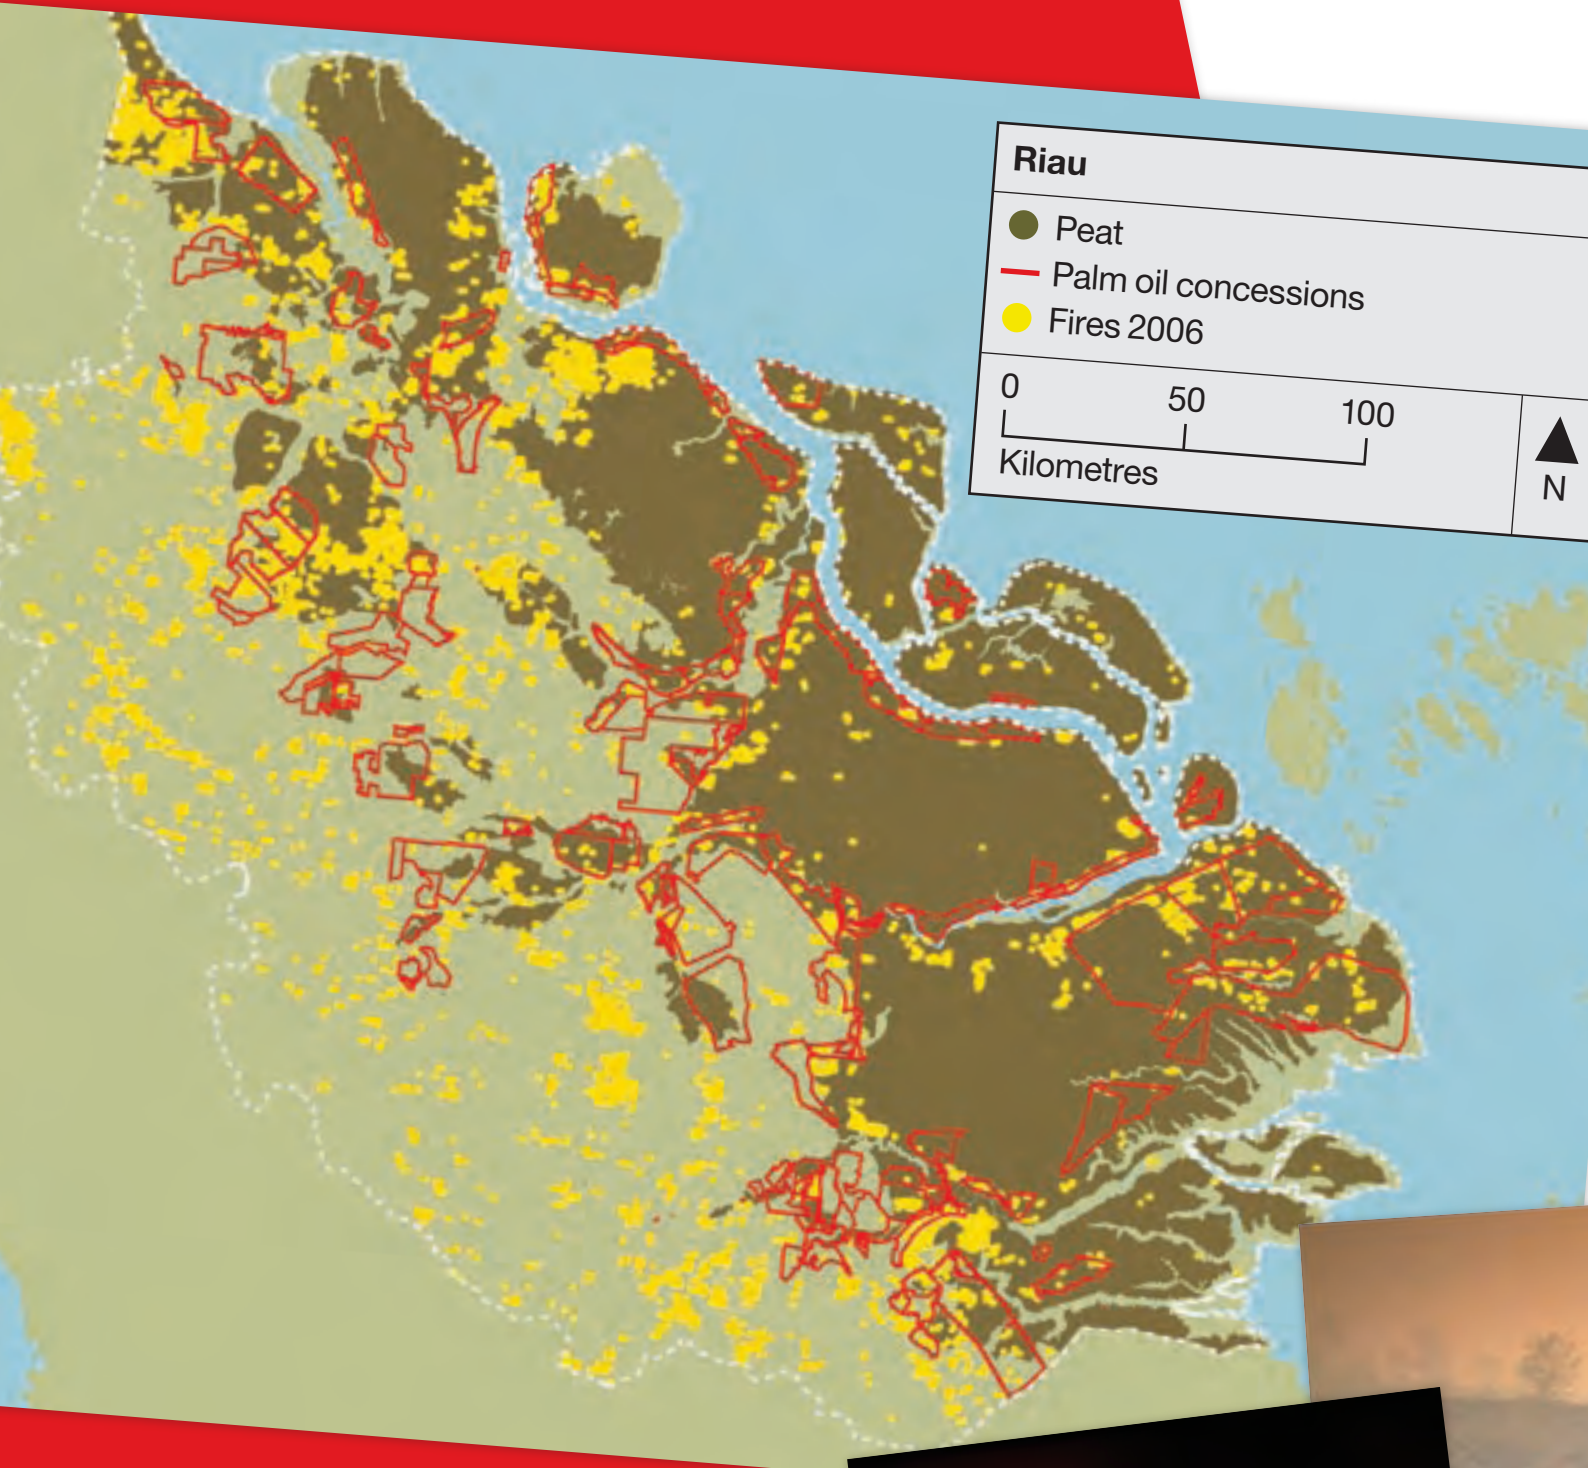 Riau
Peat
Palm oil concessions
Fires 2006
0 50 100
Kilometres
N